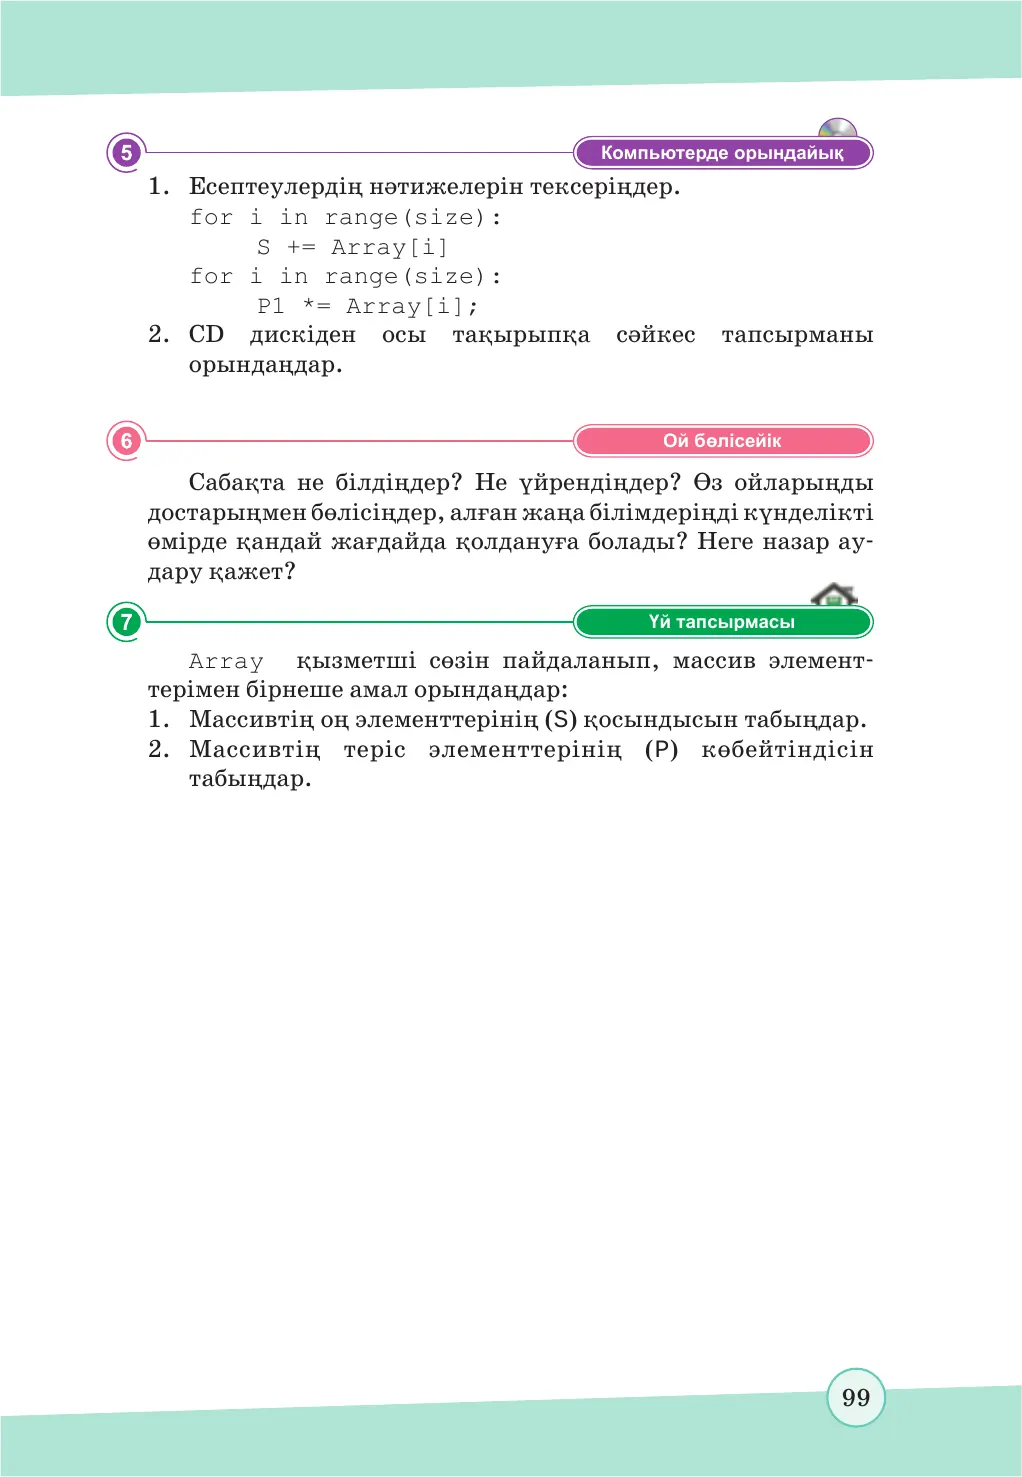 5
Компьютерде орындайық
1. Есептеулердің нәтижелерін тексеріңдер.
for i in range(size):
S += Array[i]
for i in range(size):
P1 *= Array[i];
2. CD дискіден осы тақырыпқа сәйкес тапсырманы
орындаңдар.
6
Ой бөлісейік
Сабақта не білдіңдер? Не үйрендіңдер? Өз ойларыңды
достарыңмен бөлісіңдер, алған жаңа білімдеріңді күнделікті
өмірде қандай жағдайда қолдануға болады? Неге назар ау-
дару қажет?
7
Үй тапсырмасы
Array қызметші сөзін пайдаланып, массив элемент-
терімен бірнеше амал орындаңдар:
1. Массивтің оң элементтерінің (S) қосындысын табыңдар.
2. Массивтің теріс элементтерінің (P) көбейтіндісін
табыңдар.
99